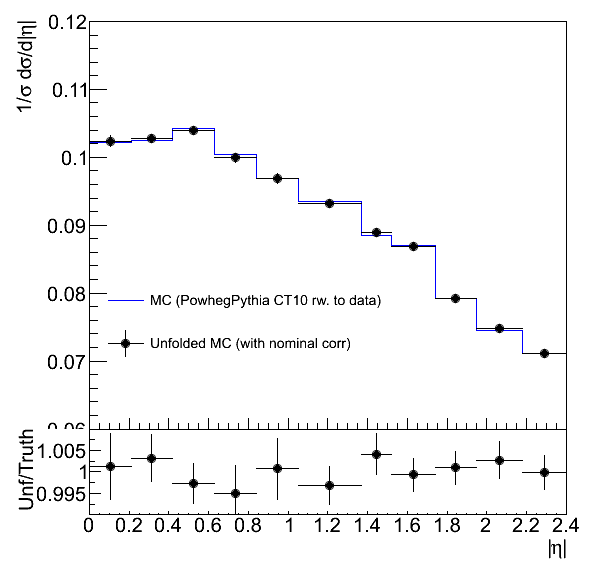 0.12
1/σ dσ/d|η|
0.11
0.1
0.09
0.08
MC (PowhegPythia CT10 rw. to data)
Unfolded MC (with nominal corr)
0.07
0.06
Unf/Truth
1.005
1
0.995
0 0.2 0.4 0.6 0.8 1 1.2 1.4 1.6 1.8 2 2.2 2.4
|η|